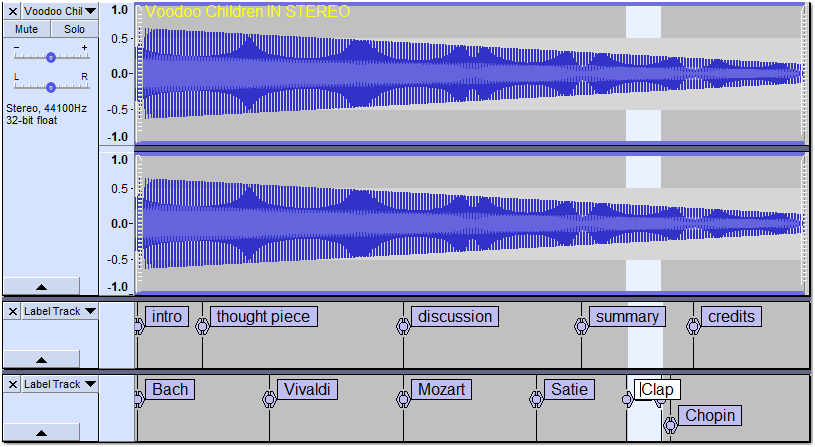 Voodoo Chil
Mute Solo
- +
L R
Stereo, 44100Hz
32-bit float
Voodoo Children IN STEREO
1.0
0.5
0.0
-0.5
-1.0
1.0
0.5
0.0
-0.5
-1.0
Label Track
intro thought piece discussion summary credits
Label Track
Bach Vivaldi Mozart Satie Clap
Chopin